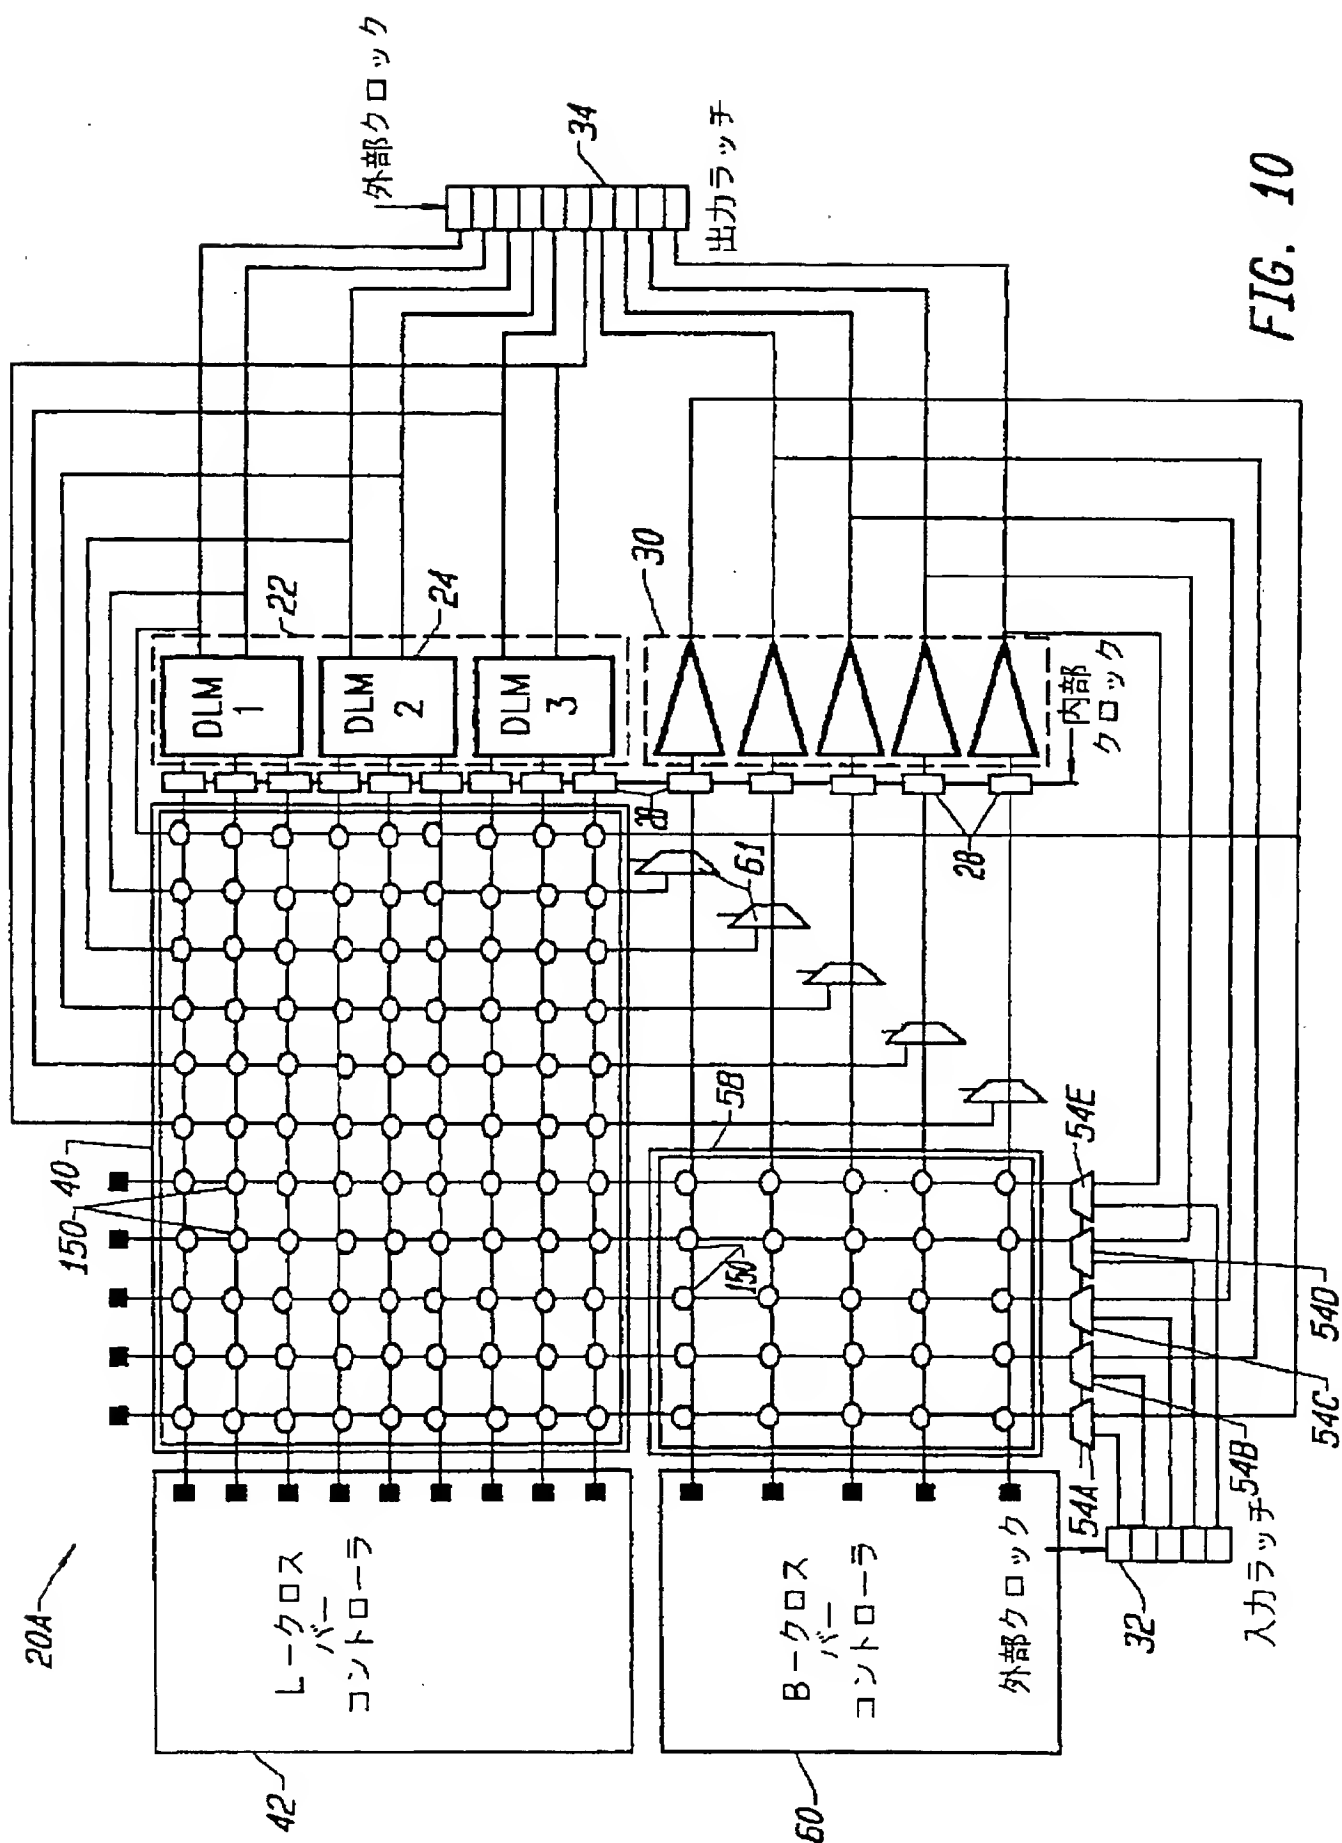 20A
42
L－クロス
バー
コントローラ
60
B－クロス
バー
コントローラ
外部クロック
32
入力ラッチ
150
40
150
58
54A
54B
54C
54D
54E
61
28
28
22
DLM
1
DLM
2
24
DLM
3
30
内部
クロック
外部クロック
34
出力ラッチ
FIG. 10